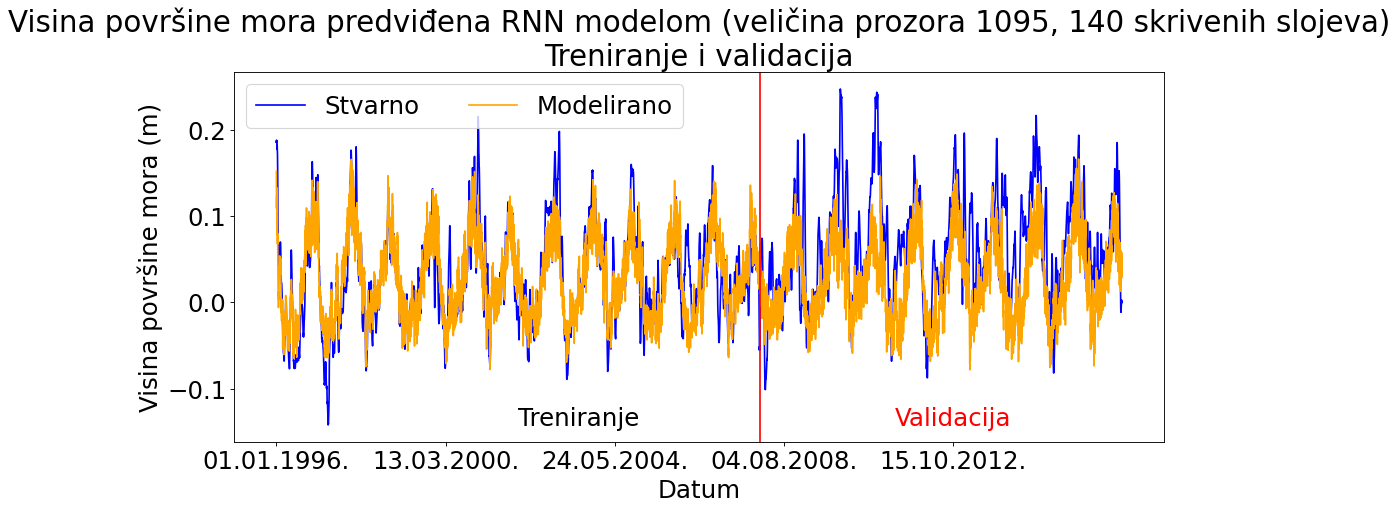 Visina površine mora predviđena RNN modelom (veličina prozora 1095, 140 skrivenih slojeva)
Treniranje i validacija
Stvarno Modelirano
Visina površine mora (m)
0.2
0.1
0.0
−0.1
Treniranje Validacija
01.01.1996. 13.03.2000. 24.05.2004. 04.08.2008. 15.10.2012.
Datum